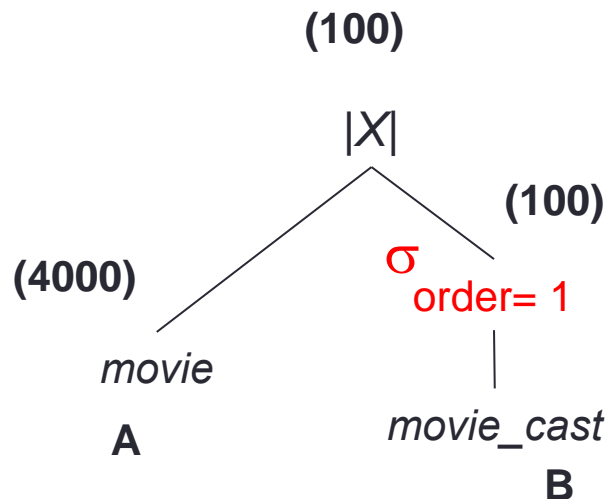 (100)
|X|
(100)
(4000)
σ
order= 1
movie
movie_cast
A
B